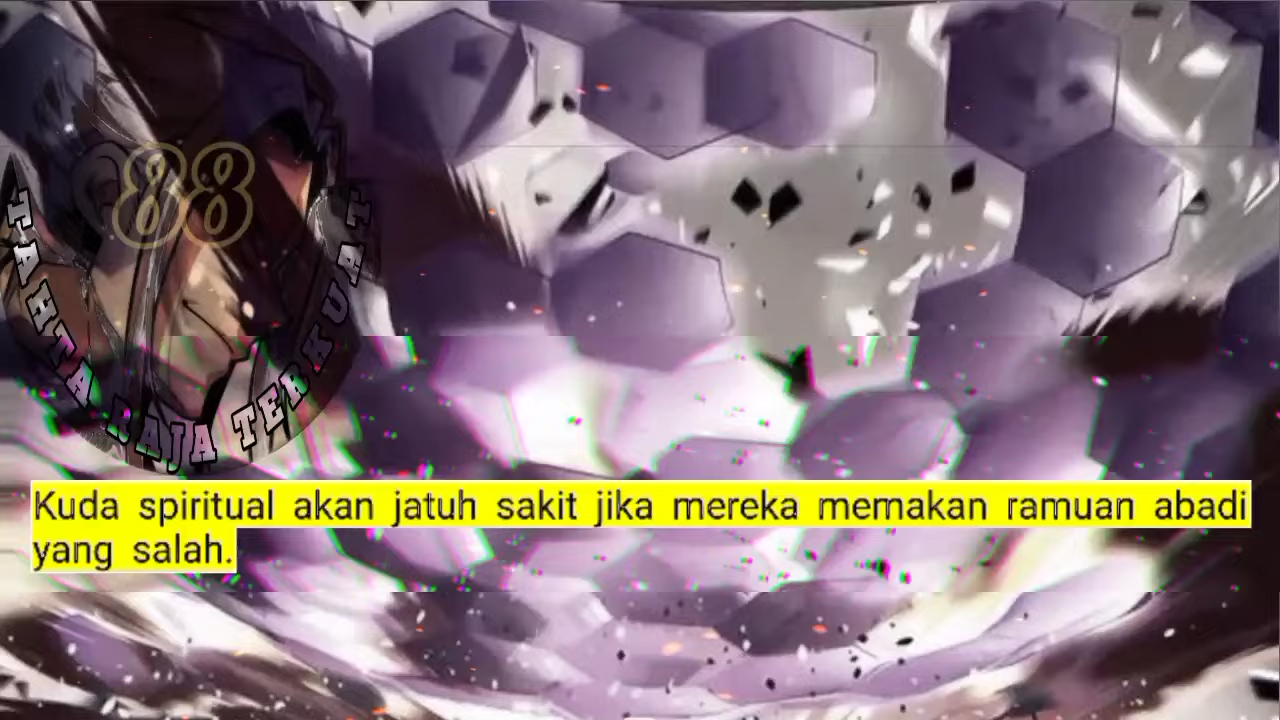 88
TAHTA RAJA TERKUAT
Kuda spiritual akan jatuh sakit jika mereka memakan ramuan abadi
yang salah.